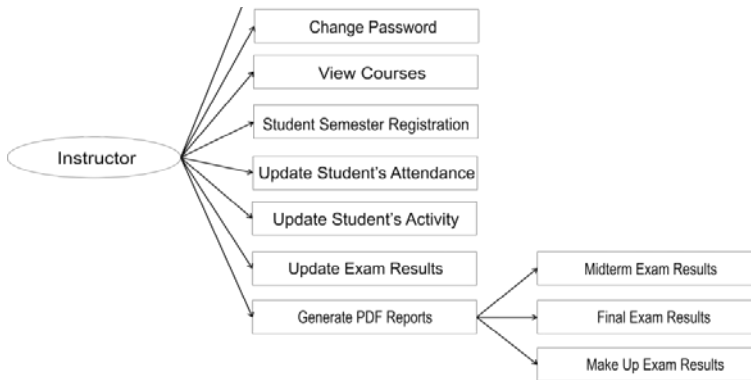 Change Password
View Courses
Student Semester Registration
Instructor
Update Student's Attendance
Update Student's Activity
Update Exam Results
Generate PDF Reports
Midterm Exam Results
Final Exam Results
Make Up Exam Results